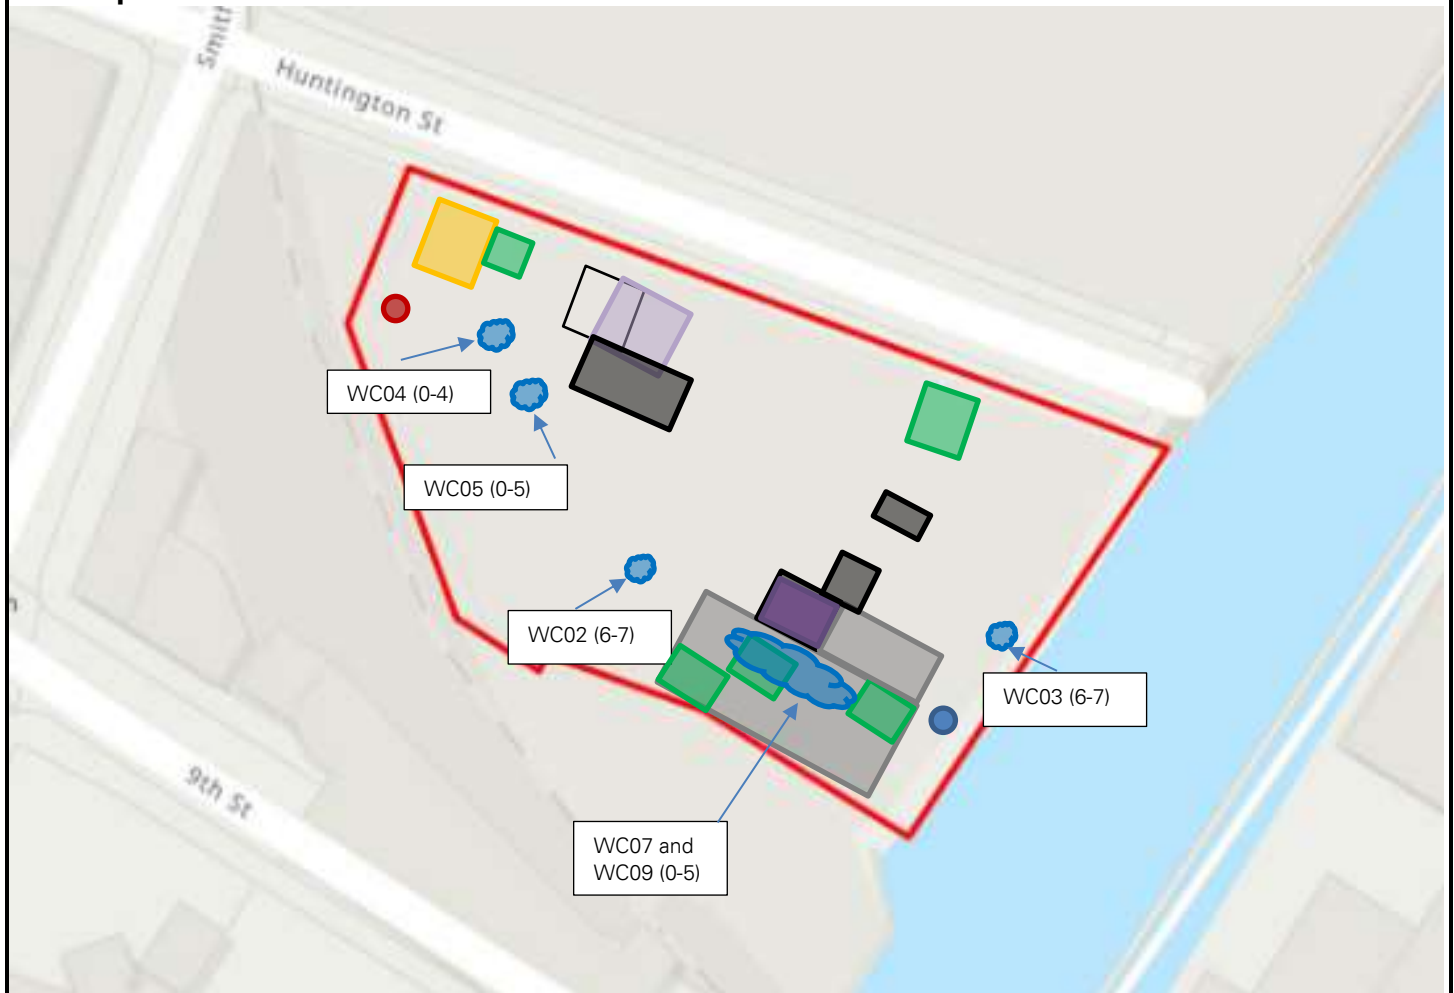 Smith
Huntington St
WC04 (0-4)
WC05 (0-5)
WC02 (6-7)
WC03 (6-7)
9th St
WC07 and
WC09 (0-5)